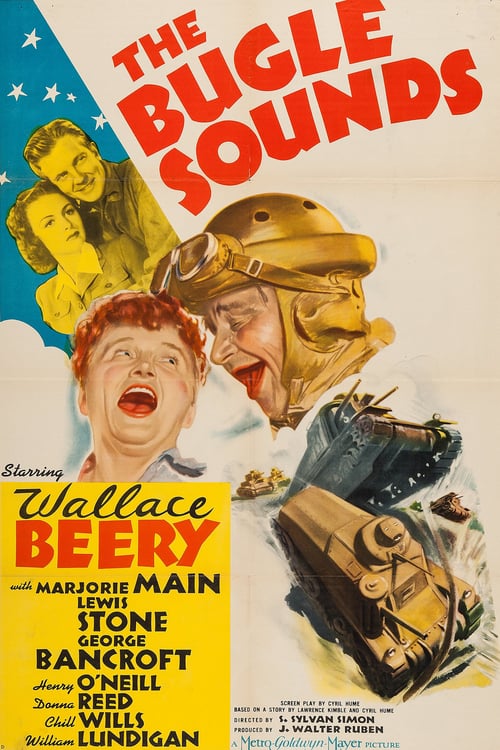 THE
BUGLE
SOUNDS
Starring
Wallace
BEERY
with MARJORIE MAIN
LEWIS
STONE
GEORGE
BANCROFT
Henry O'NEILL
Donna REED
Chill WILLS
William LUNDIGAN
SCREEN PLAY BY CYRIL HUME
BASED ON A STORY BY LAWRENCE KIMBLE AND CYRIL HUME
DIRECTED BY S. SYLVAN SIMON
PRODUCED BY J. WALTER RUBEN
A Metro-Goldwyn-Mayer PICTURE